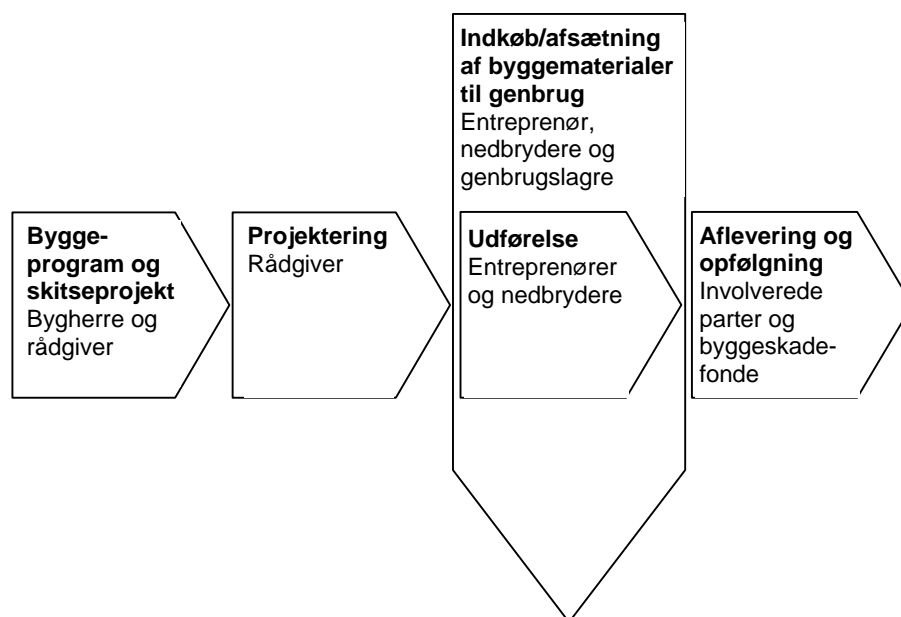 Indkøb/afsætning
af byggematerialer
til genbrug
Entreprenør,
nedbrydere og
genbrugslagre
Bygge-
program og
skitseprojekt
Bygherre og
rådgiver
Projektering
Rådgiver
Udførelse
Entreprenører
og nedbrydere
Aflevering og
opfølgning
Involverede
parter og
byggeskade-
fonde